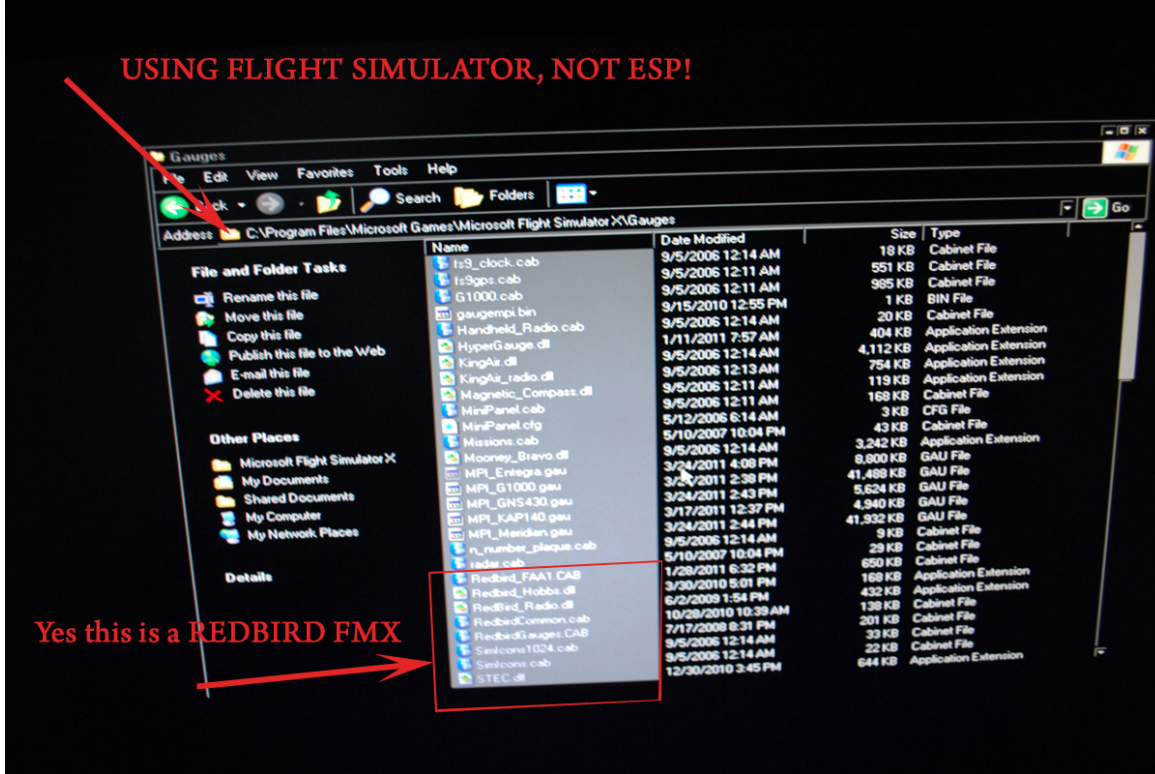 USING FLIGHT SIMULATOR, NOT ESP!
Gauges
File Edit View Favorites Tools Help
Back Search Folders
Address C:\Program Files\Microsoft Games\Microsoft Flight Simulator X\Gauges Go
File and Folder Tasks
Rename this file
Move this file
Copy this file
Publish this file to the Web
E-mail this file
Delete this file
Other Places
Microsoft Flight Simulator X
My Documents
Shared Documents
My Computer
My Network Places
Details
Name Date Modified Size Type
fs9_clock.cab 9/5/2006 12:14 AM 18 KB Cabinet File
fs9gps.cab 9/5/2006 12:11 AM 551 KB Cabinet File
G1000.cab 9/5/2006 12:11 AM 985 KB Cabinet File
gaugempi.bin 9/15/2010 12:55 PM 1 KB BIN File
Handheld_Radio.cab 9/5/2006 12:14 AM 20 KB Cabinet File
HyperGauge.dll 1/11/2011 7:57 AM 404 KB Application Extension
KingAir.dll 9/5/2006 12:14 AM 4,112 KB Application Extension
KingAir_radio.dll 9/5/2006 12:13 AM 754 KB Application Extension
Magnetic_Compass.dll 9/5/2006 12:11 AM 119 KB Application Extension
MiniPanel.cab 9/5/2006 12:11 AM 168 KB Cabinet File
MiniPanel.cfg 5/12/2006 6:14 AM 3 KB CFG File
Missions.cab 5/10/2007 10:04 PM 43 KB Cabinet File
Mooney_Bravo.dll 9/5/2006 12:14 AM 3,242 KB Application Extension
MPI_Entegra.gau 3/24/2011 4:08 PM 8,800 KB GAU File
MPI_G1000.gau 2:38 PM 41,488 KB GAU File
MPI_GNS430.gau 3/24/2011 2:43 PM 5,624 KB GAU File
MPI_KAP140.gau 3/17/2011 12:37 PM 4,940 KB GAU File
MPI_Meridian.gau 3/24/2011 2:44 PM 41,932 KB GAU File
n_number_plaque.cab 9/5/2006 12:14 AM 9 KB Cabinet File
radar.cab 5/10/2007 10:04 PM 29 KB Cabinet File
Redbird_FAA1.CAB 1/28/2011 6:32 PM 650 KB Cabinet File
Redbird_Hobbs.dll 3/30/2010 5:01 PM 168 KB Application Extension
RedBird_Radio.dll 6/2/2009 1:54 PM 432 KB Application Extension
RedbirdCommon.cab 10/28/2010 10:39 AM 138 KB Cabinet File
RedbirdGauges.CAB 7/17/2008 8:31 PM 201 KB Cabinet File
SimIcons1024.cab 9/5/2006 12:14 AM 33 KB Cabinet File
SimIcons.cab 9/5/2006 12:14 AM 22 KB Cabinet File
STEC.dll 12/30/2010 3:45 PM 644 KB Application Extension
Yes this is a REDBIRD FMX